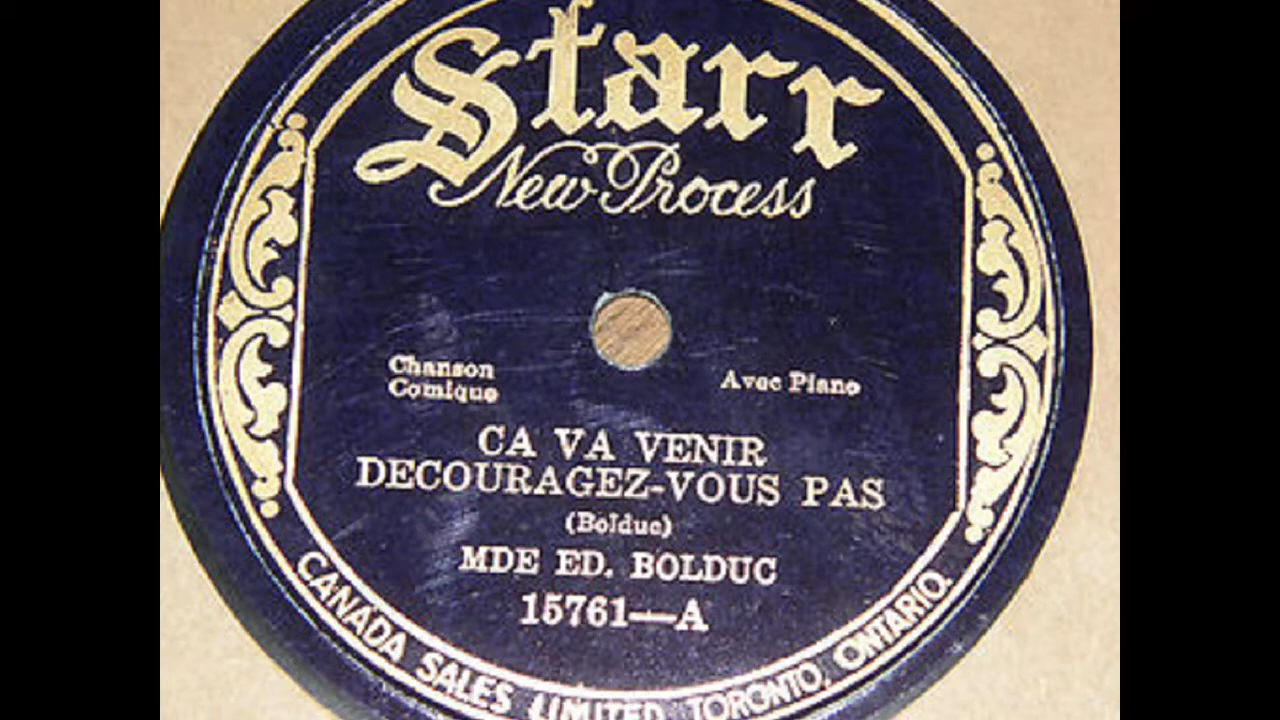 Starr
New Process
Chanson
Comique
Avec Piano
CA VA VENIR
DECOURAGEZ-VOUS PAS
(Bolduc)
MDE ED. BOLDUC
15761—A
CANADA SALES LIMITED, TORONTO, ONTARIO.